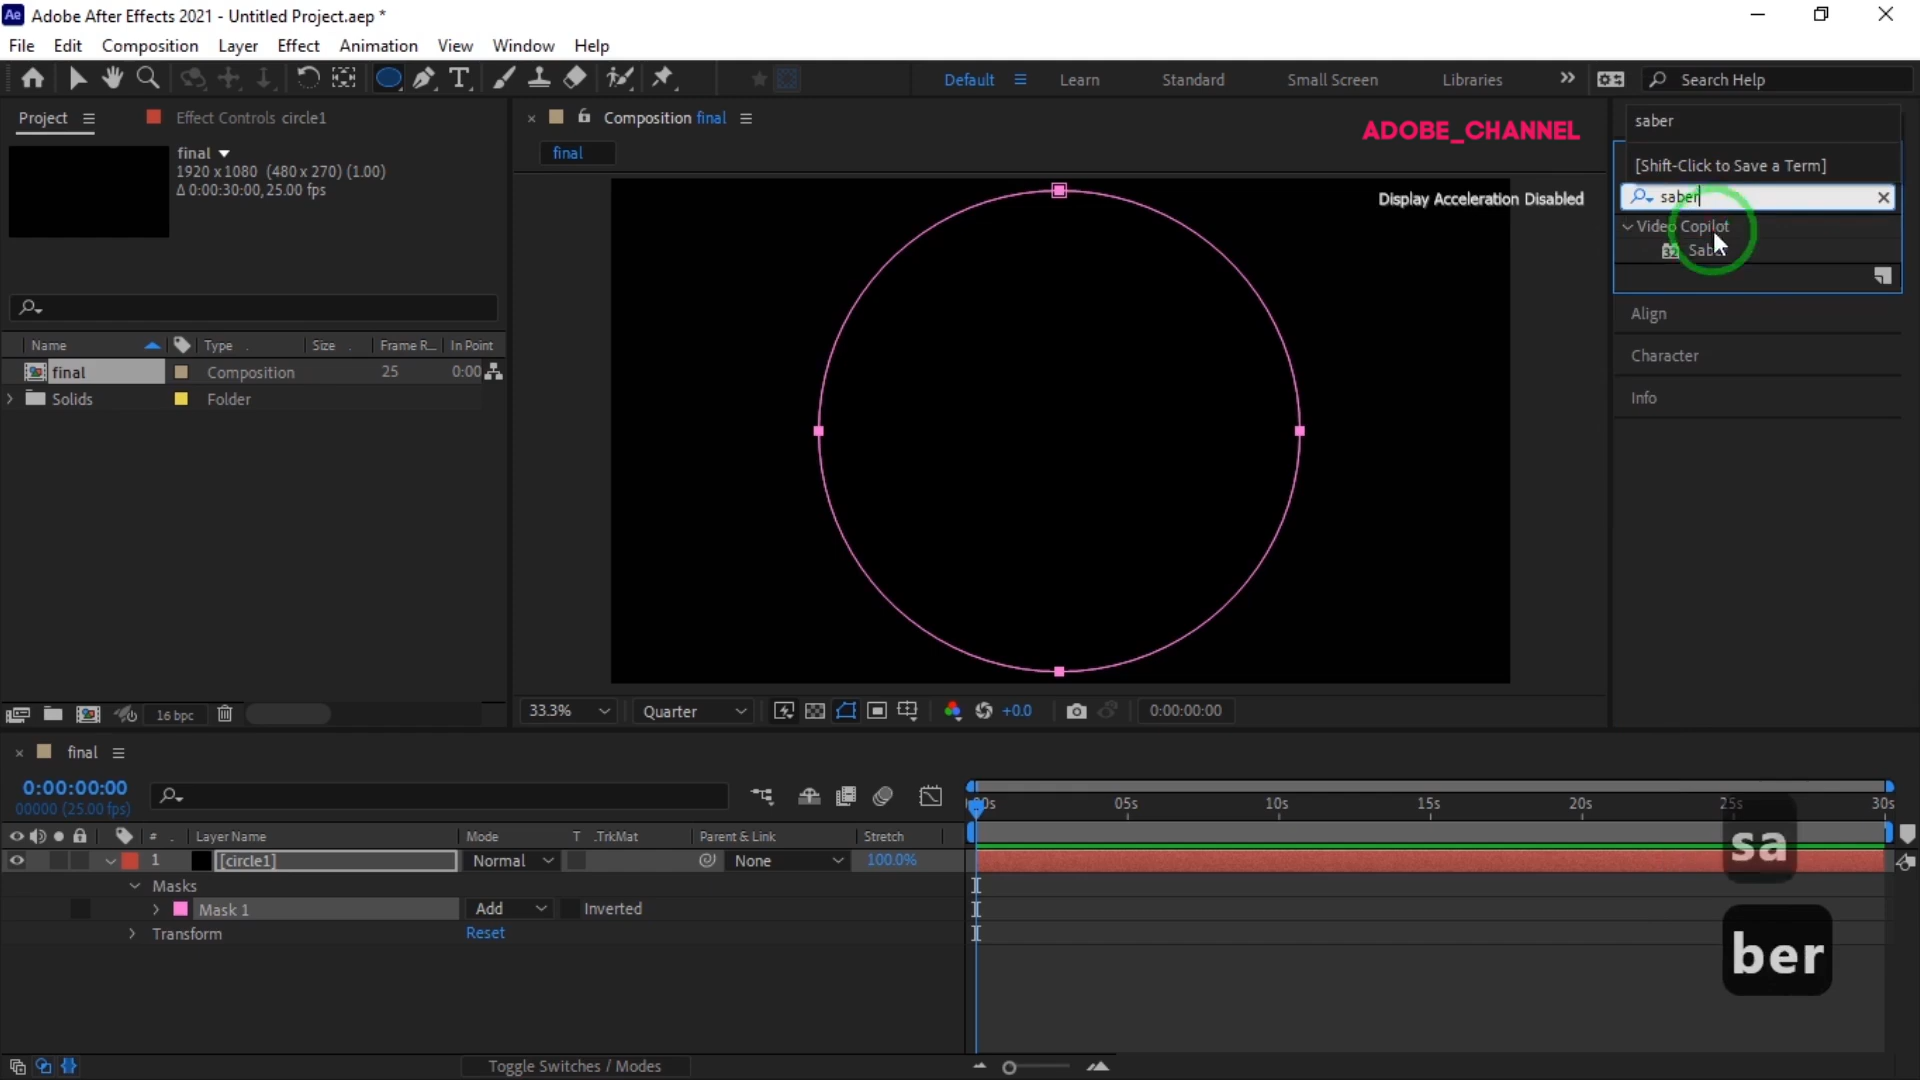 Ae Adobe After Effects 2021 - Untitled Project.aep *
File Edit Composition Layer Effect Animation View Window Help
T Default Learn Standard Small Screen Libraries Search Help
Project Effect Controls circle1
× Composition final
final
ADOBE_CHANNEL
Display Acceleration Disabled
final
1920 x 1080 (480 x 270) (1.00)
Δ 0:00:30:00, 25.00 fps
saber
[Shift-Click to Save a Term]
saber
Video Copilot
32 Saber
Align
Character
Info
Name Type Size Frame R... In Point
final Composition 25 0:00
Solids Folder
16 bpc
33.3% Quarter +0.0 0:00:00:00
× final
0:00:00:00
00000 (25.00 fps)
:00s 05s 10s 15s 20s 25s 30s
# Layer Name Mode T .TrkMat Parent & Link Stretch
1 [circle1] Normal None 100.0%
Masks
Mask 1 Add Inverted
Transform Reset
sa
ber
Toggle Switches / Modes